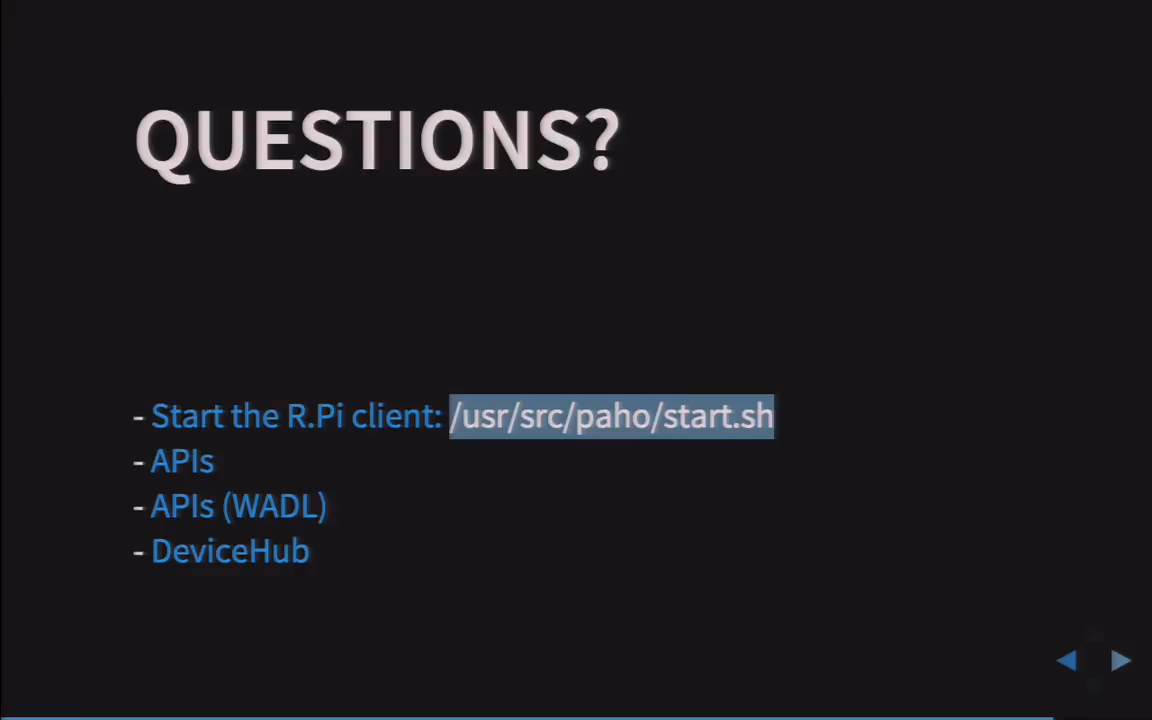 QUESTIONS?
- Start the R.Pi client: /usr/src/paho/start.sh
- APIs
- APIs (WADL)
- DeviceHub